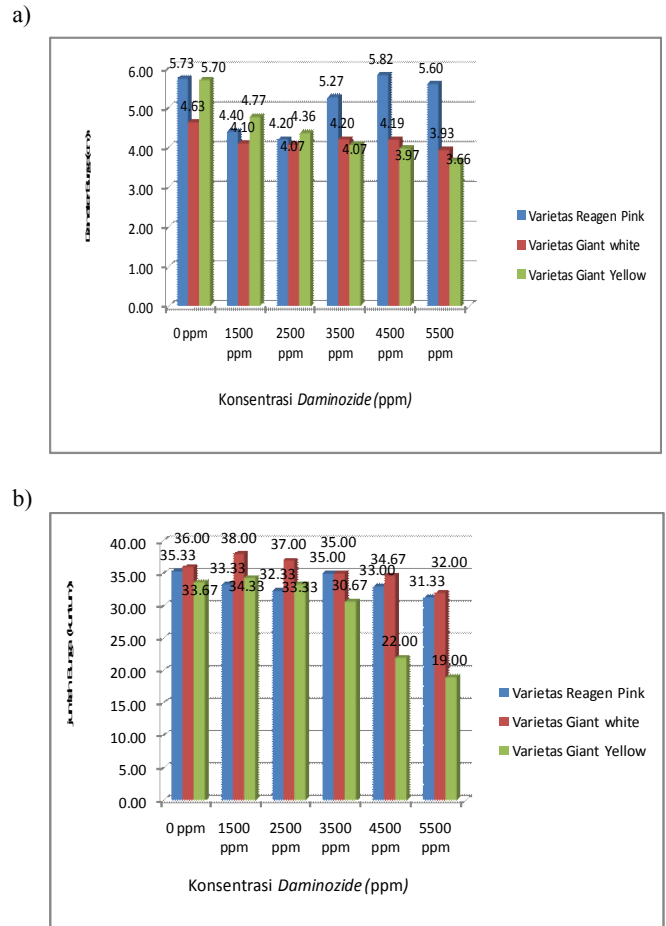 a)
5.73 5.70 5.82
5.60
6.00 5.27
4.63 4.77
5.00 4.40 4.36 4.20 4.19
4.10 4.20 4.07 4.07 3.97 3.93
4.00 3.66
3.00
Varietas Reagen Pink
2.00
Varietas Giant white
1.00
Varietas Giant Yellow
0.00
0 ppm 1500 ppm 2500 ppm 3500 ppm 4500 ppm 5500 ppm
Konsentrasi Daminozide (ppm)
b)
40.00 36.00 38.00 37.00 35.00
35.33 33.33 32.33 35.00 33.00 34.67 31.33 32.00
35.00 33.67 34.33 33.33 30.67
30.00
25.00 22.00
20.00 19.00
Varietas Reagen Pink
15.00
Varietas Giant white
10.00
Varietas Giant Yellow
5.00
0.00
0 ppm 1500 ppm 2500 ppm 3500 ppm 4500 ppm 5500 ppm
Konsentrasi Daminozide (ppm)